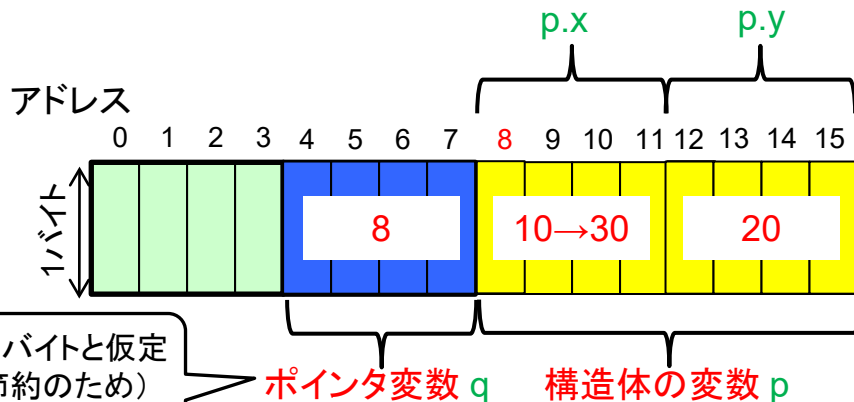 p.x p.y
アドレス
0 1 2 3 4 5 6 7 8 9 10 11 12 13 14 15
1バイト
8 10→30 20
バイトと仮定
節約のため）
ポインタ変数 q 構造体の変数 p